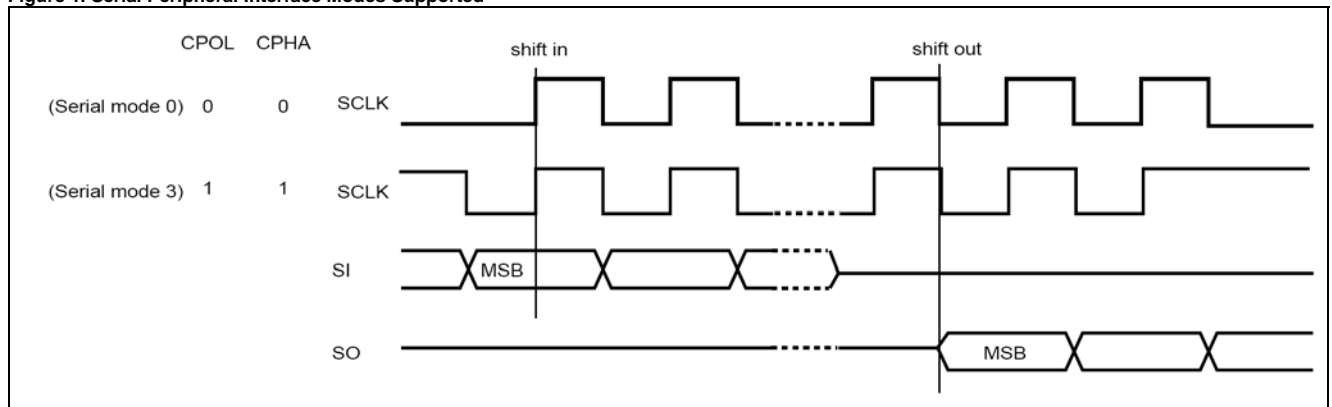 Figure 1. Serial Peripheral Interface Modes Supported
CPOL CPHA
shift in
shift out
(Serial mode 0) 0 0 SCLK
(Serial mode 3) 1 1 SCLK
SI
MSB
SO
MSB